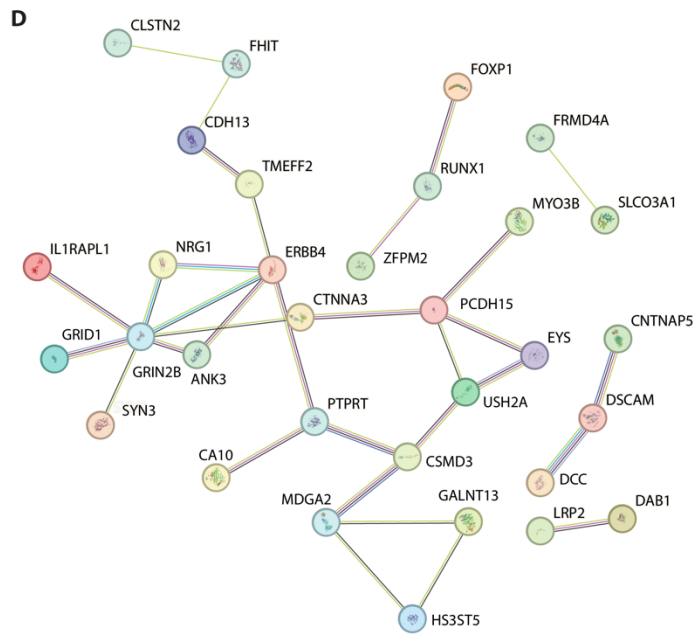 D
CLSTN2
FHIT
FOXP1
CDH13
FRMD4A
TMEFF2
RUNX1
MYO3B
SLCO3A1
IL1RAPL1
NRG1
ERBB4
ZFPM2
CTNNA3
PCDH15
CNTNAP5
GRID1
EYS
GRIN2B
ANK3
DSCAM
USH2A
SYN3
PTPRT
CA10
CSMD3
DCC
MDGA2
GALNT13
LRP2
DAB1
HS3ST5